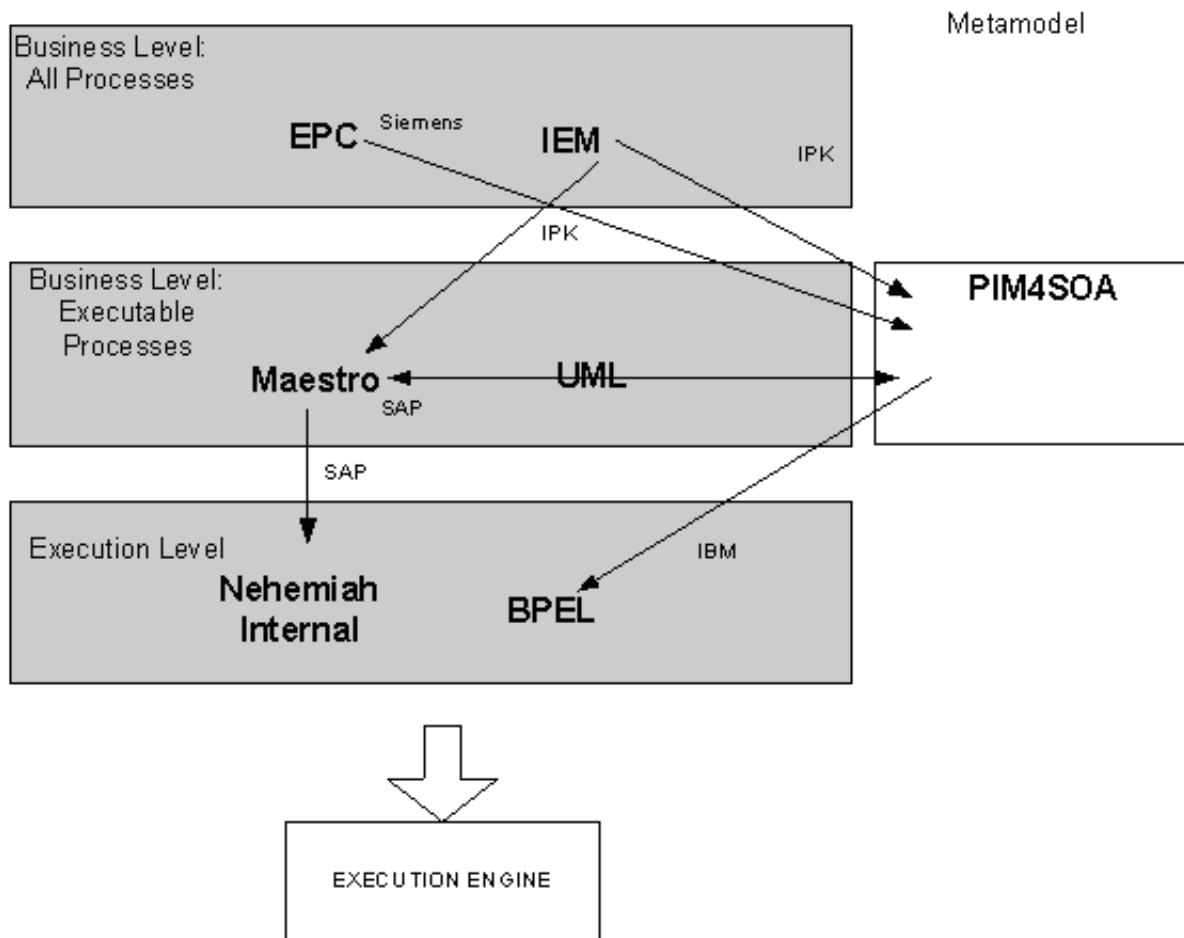 Metamodel
Business Level:
All Processes
EPC
Siemens
IEM
IPK
IPK
Business Level:
Executable
Processes
PIM4SOA
Maestro
UML
SAP
SAP
Execution Level
IBM
Nehemiah
Internal
BPEL
EXECUTION ENGINE